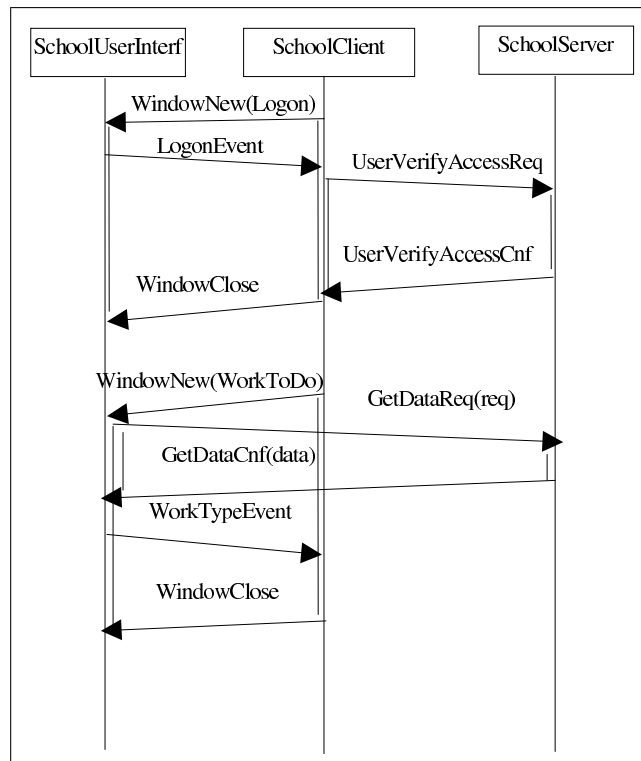 SchoolUserInterf
SchoolClient
SchoolServer
WindowNew(Logon)
LogonEvent
UserVerifyAccessReq
UserVerifyAccessCnf
WindowClose
WindowNew(WorkToDo)
GetDataReq(req)
GetDataCnf(data)
WorkTypeEvent
WindowClose